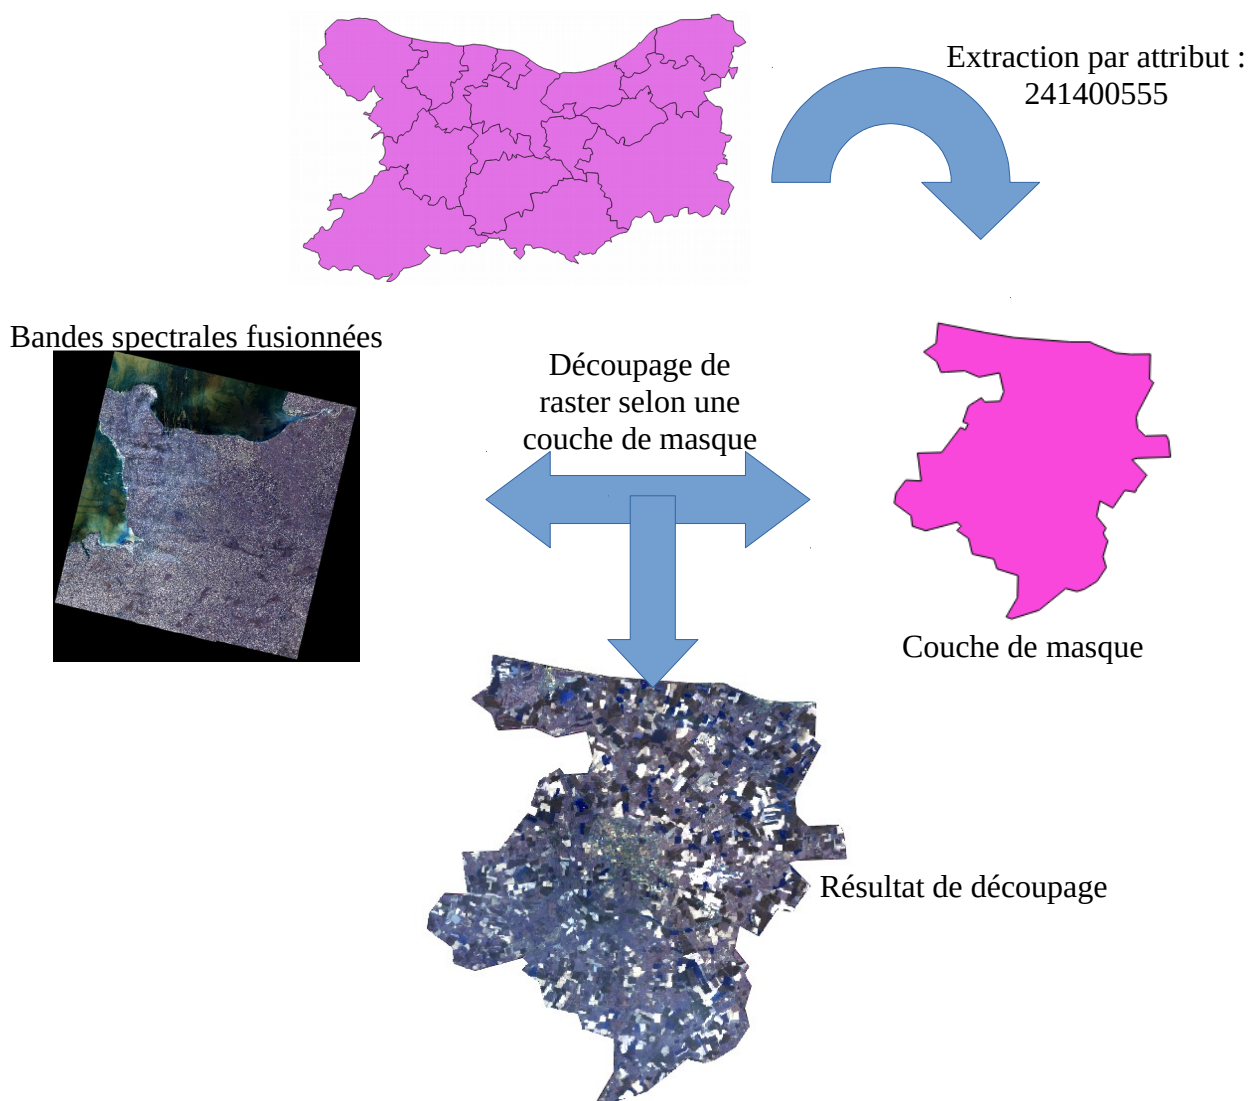 Extraction par attribut :
241400555
Bandes spectrales fusionnées
Découpage de
raster selon une
couche de masque
Couche de masque
Résultat de découpage